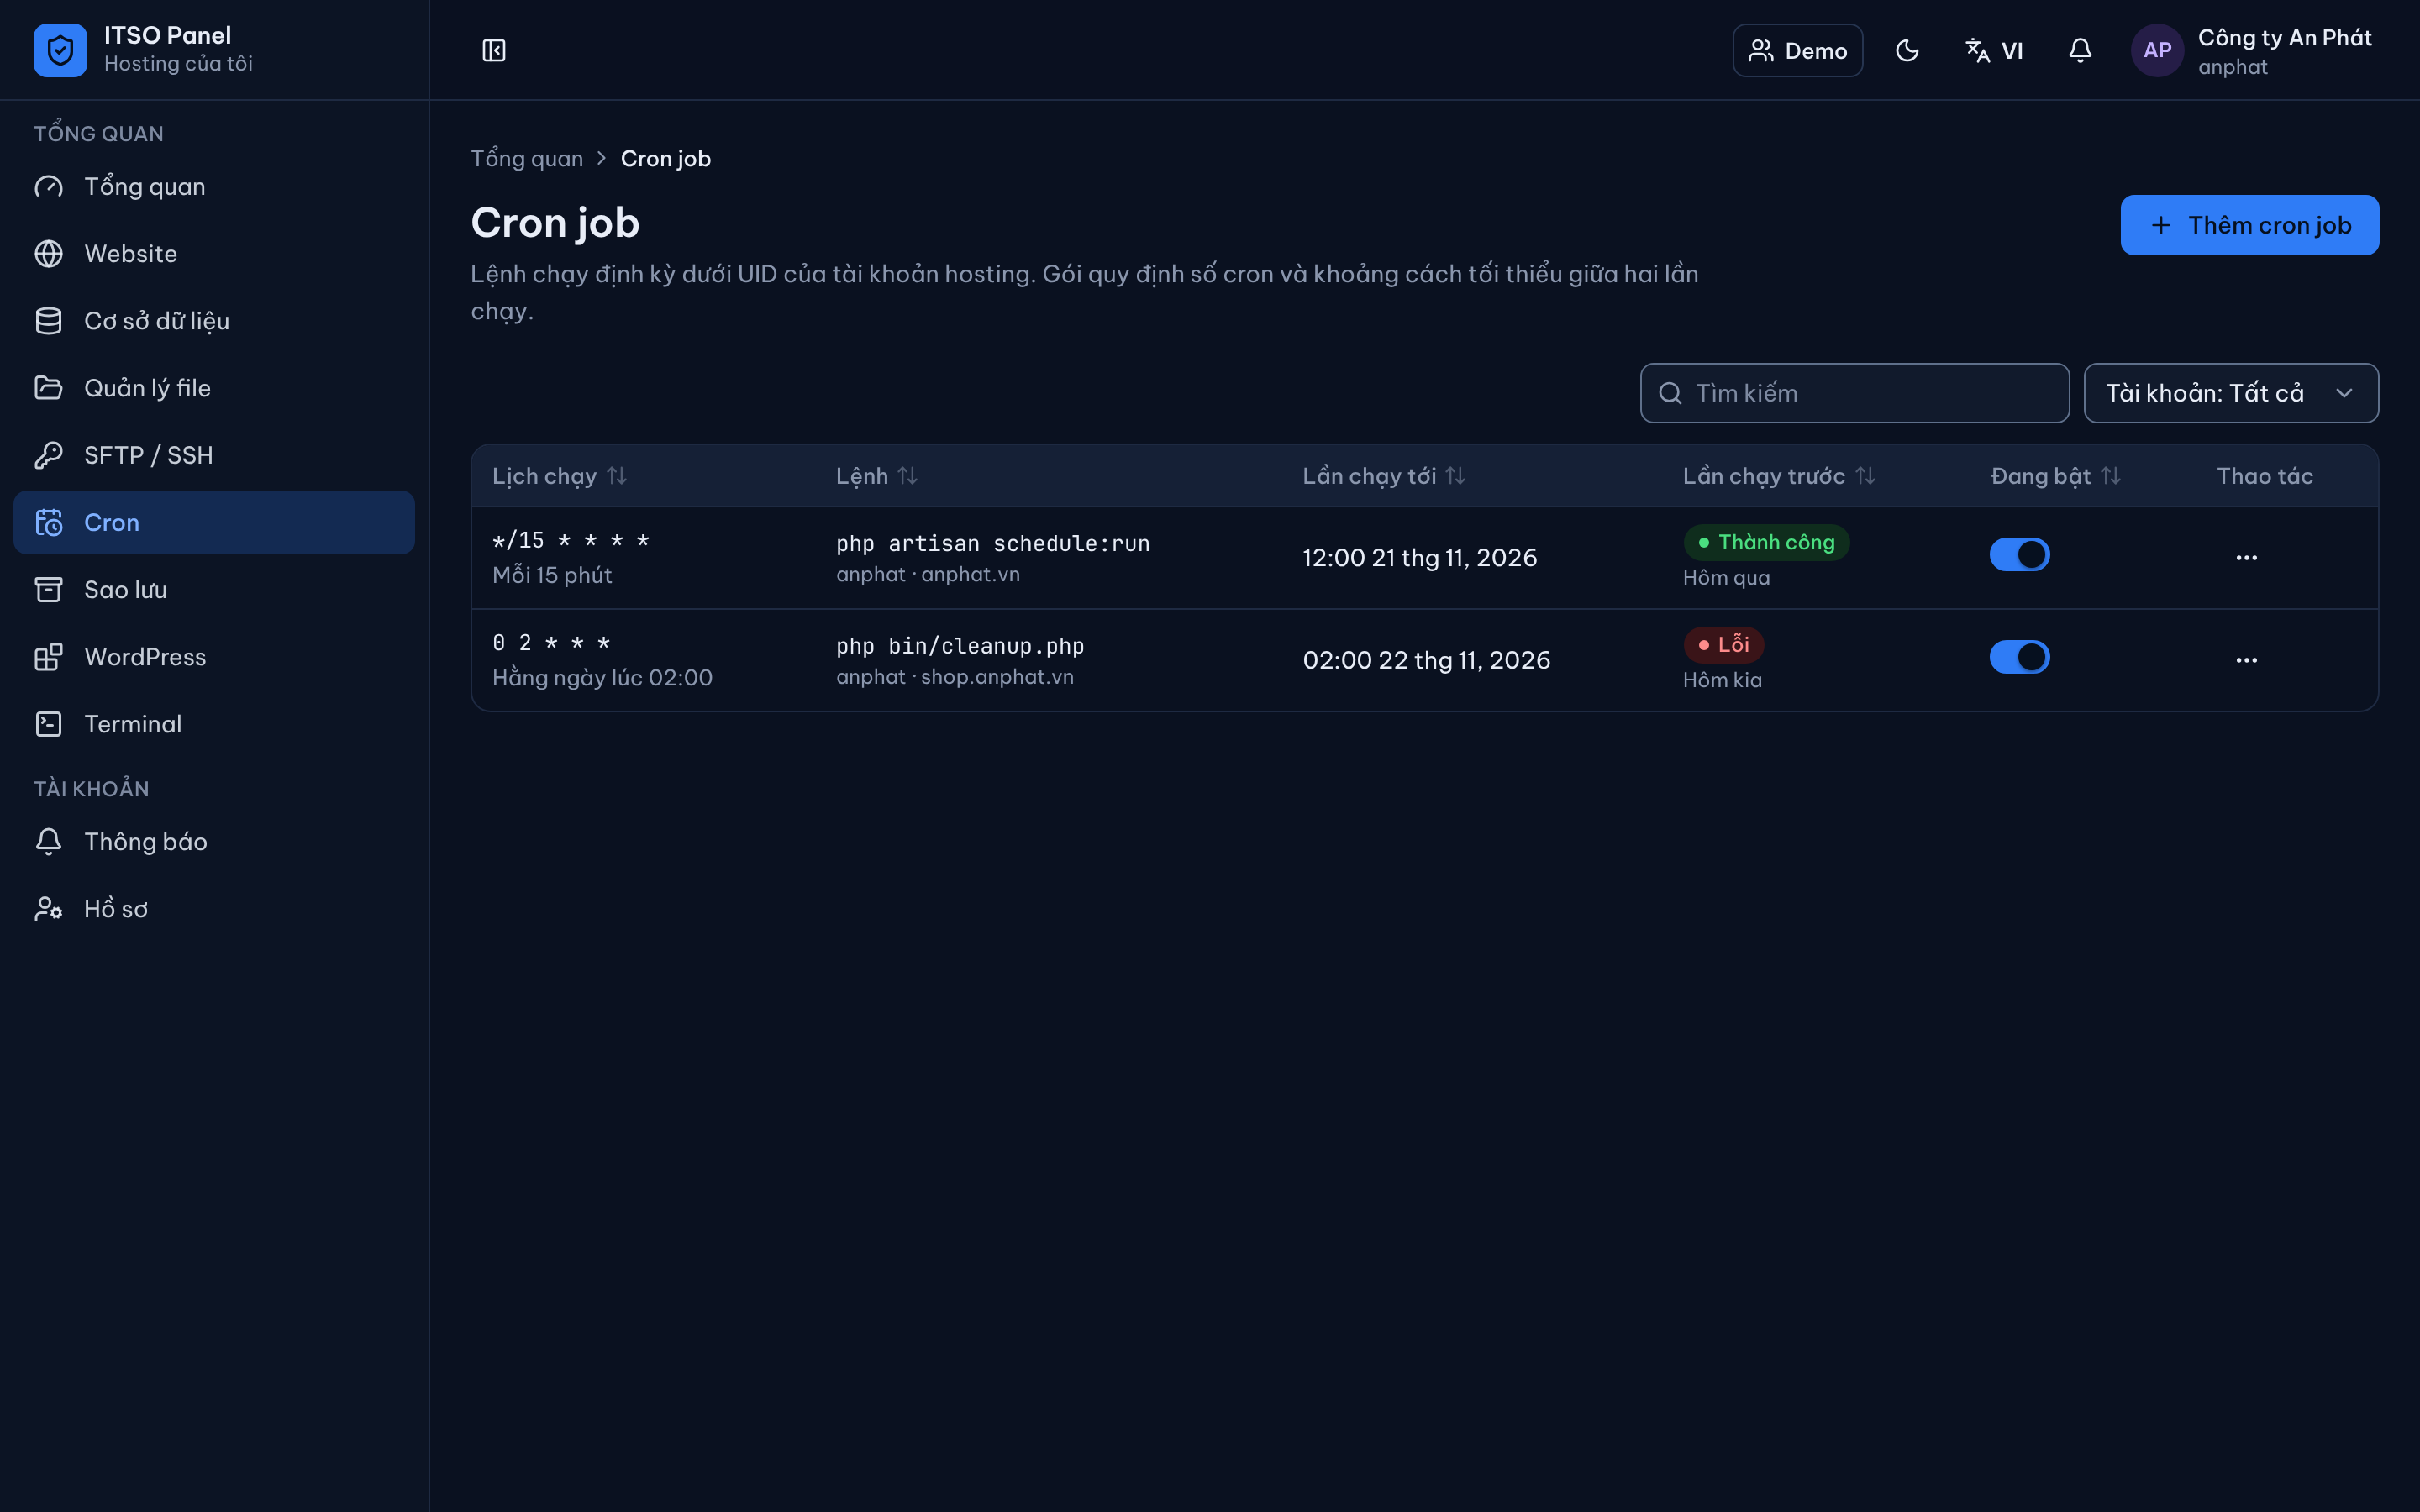 ITSO Panel
Hosting của tôi
Demo
VI
AP
Công ty An Phát
anphat
TỔNG QUAN
Tổng quan
Website
Cơ sở dữ liệu
Quản lý file
SFTP / SSH
Cron
Sao lưu
WordPress
Terminal
TÀI KHOẢN
Thông báo
Hồ sơ
Tổng quan > Cron job
Cron job
Thêm cron job
Lệnh chạy định kỳ dưới UID của tài khoản hosting. Gói quy định số cron và khoảng cách tối thiểu giữa hai lần
chạy.
Tìm kiếm
Tài khoản: Tất cả
Lịch chạy Lệnh Lần chạy tới Lần chạy trước Đang bật Thao tác
*/15 * * * * php artisan schedule:run 12:00 21 thg 11, 2026 Thành công
Mỗi 15 phút anphat · anphat.vn Hôm qua
0 2 * * * php bin/cleanup.php 02:00 22 thg 11, 2026 Lỗi
Hằng ngày lúc 02:00 anphat · shop.anphat.vn Hôm kia